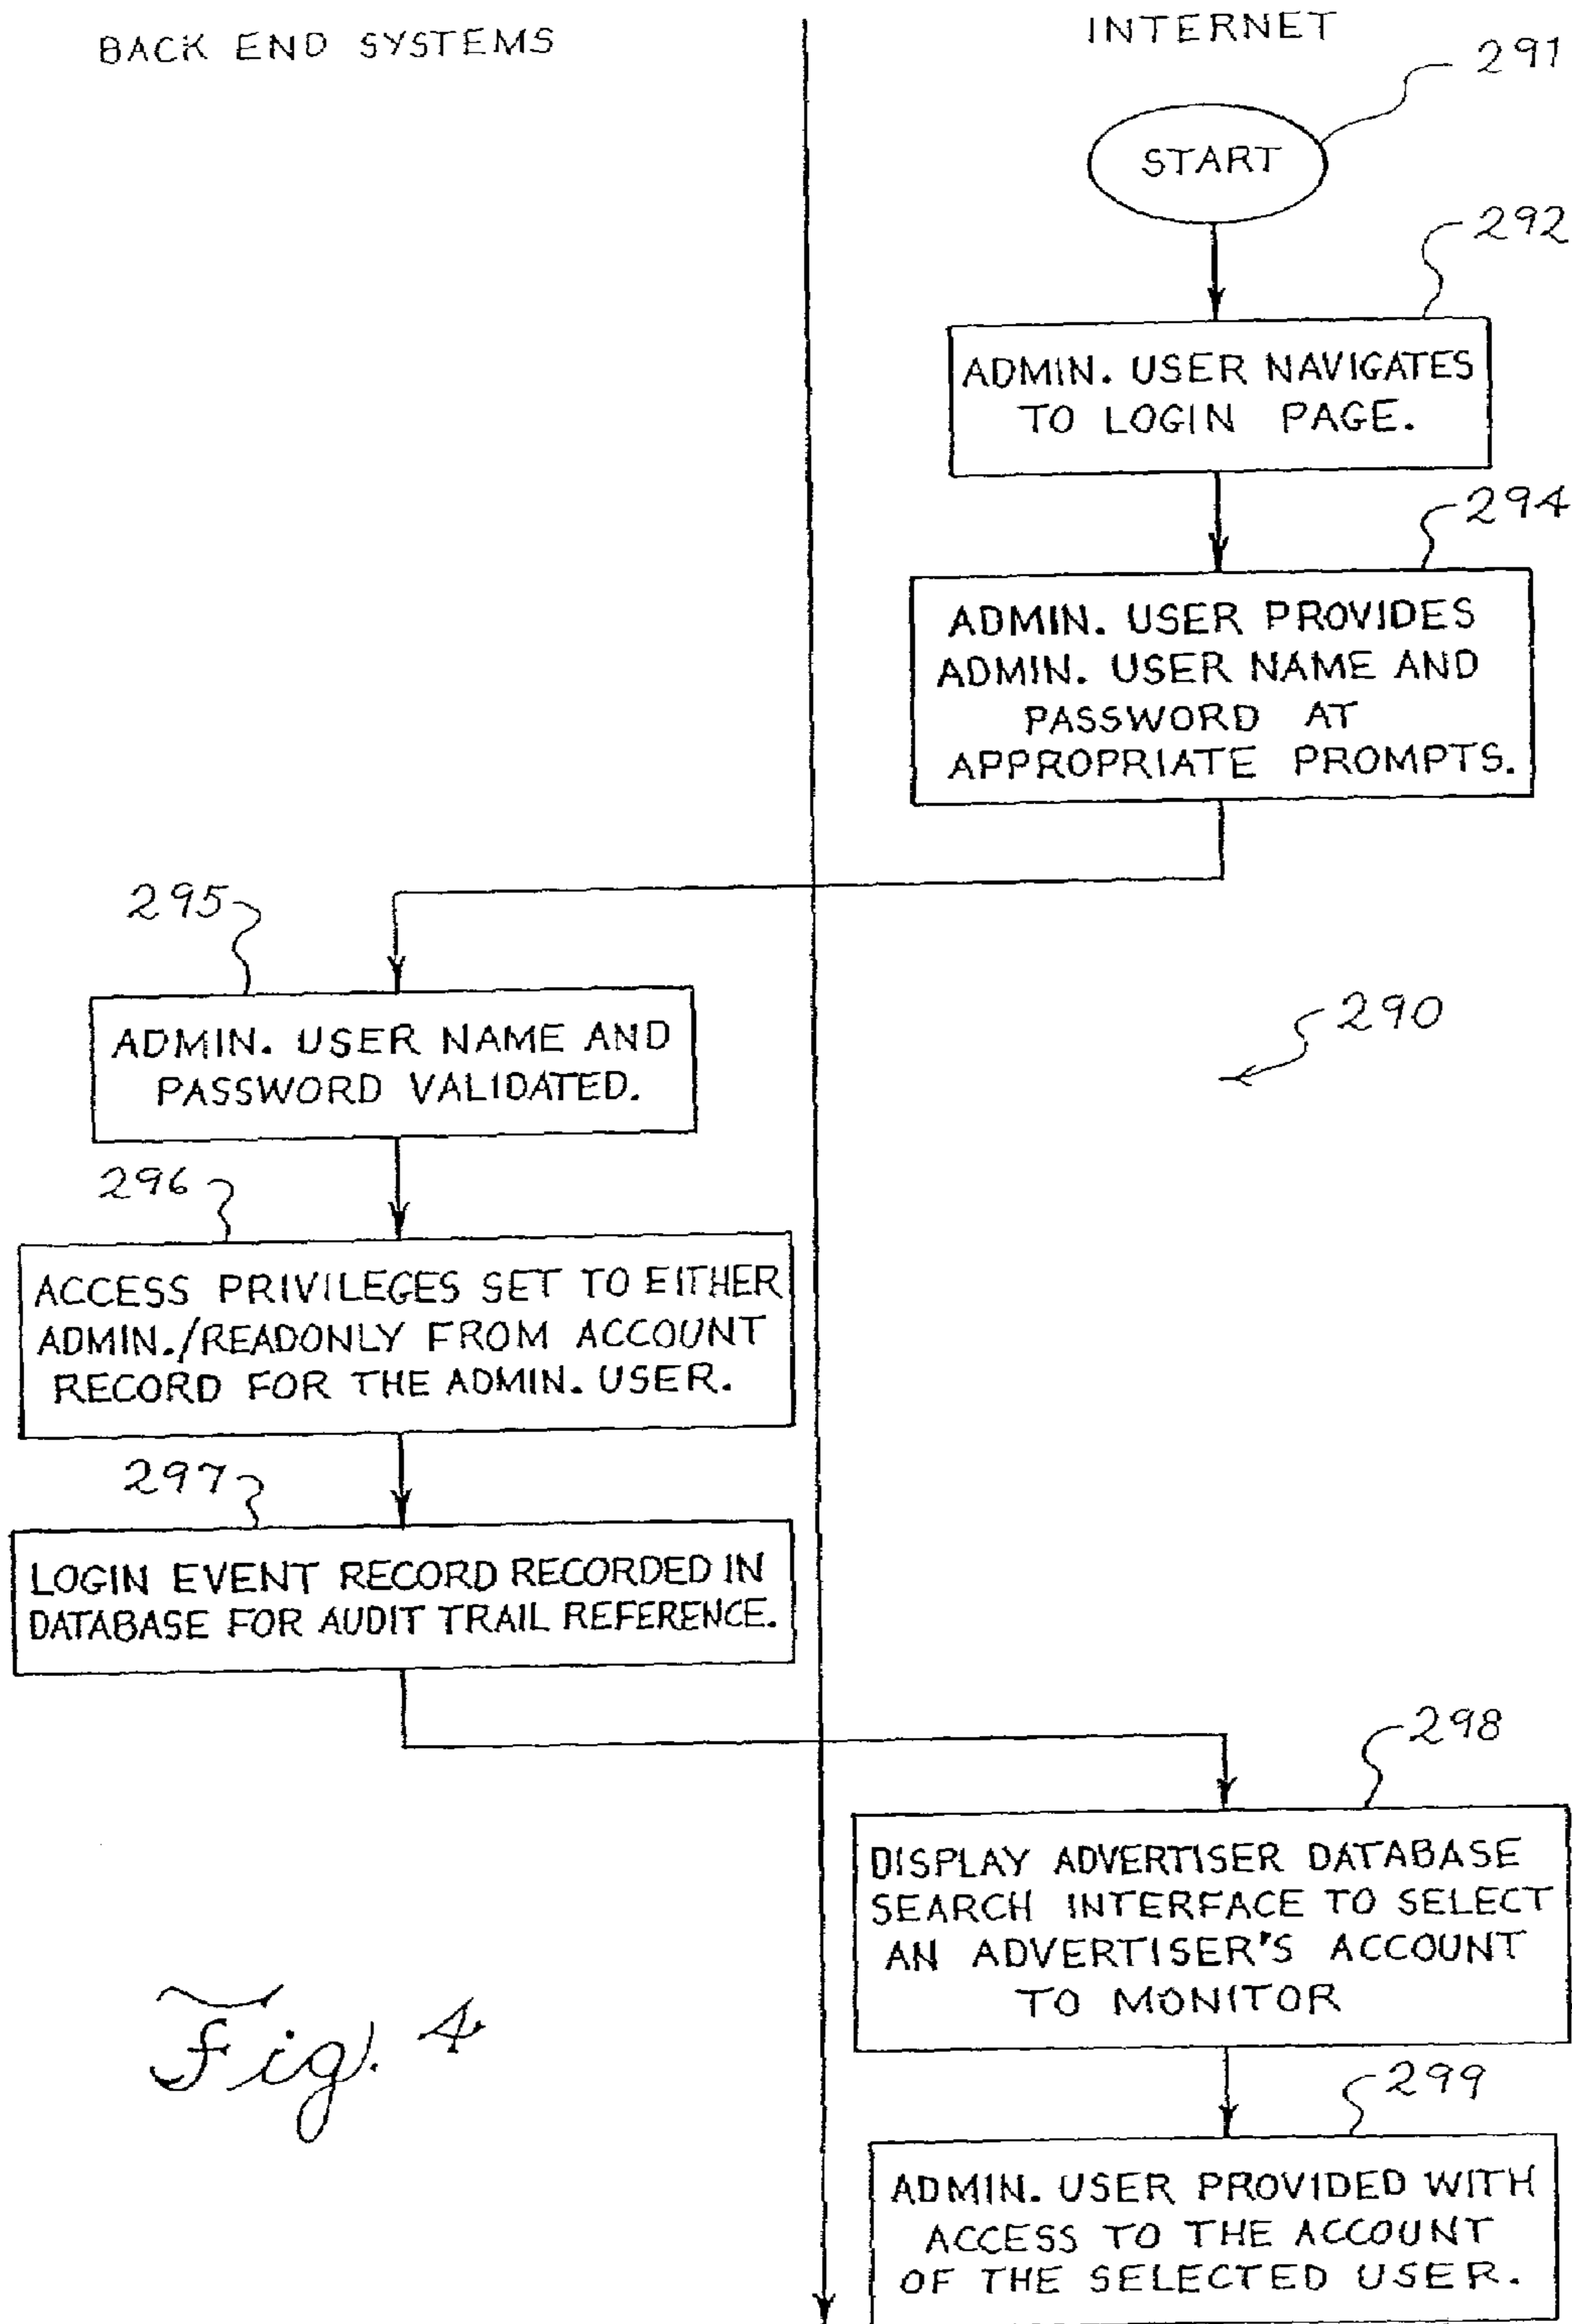 BACK END SYSTEMS
INTERNET
291
START
292
ADMIN. USER NAVIGATES
TO LOGIN PAGE.
294
ADMIN. USER PROVIDES
ADMIN. USER NAME AND
PASSWORD AT
APPROPRIATE PROMPTS.
295
ADMIN. USER NAME AND
PASSWORD VALIDATED.
290
296
ACCESS PRIVILEGES SET TO EITHER
ADMIN./READONLY FROM ACCOUNT
RECORD FOR THE ADMIN. USER.
297
LOGIN EVENT RECORD RECORDED IN
DATABASE FOR AUDIT TRAIL REFERENCE.
298
DISPLAY ADVERTISER DATABASE
SEARCH INTERFACE TO SELECT
AN ADVERTISER'S ACCOUNT
TO MONITOR
299
ADMIN. USER PROVIDED WITH
ACCESS TO THE ACCOUNT
OF THE SELECTED USER.
Fig. 4